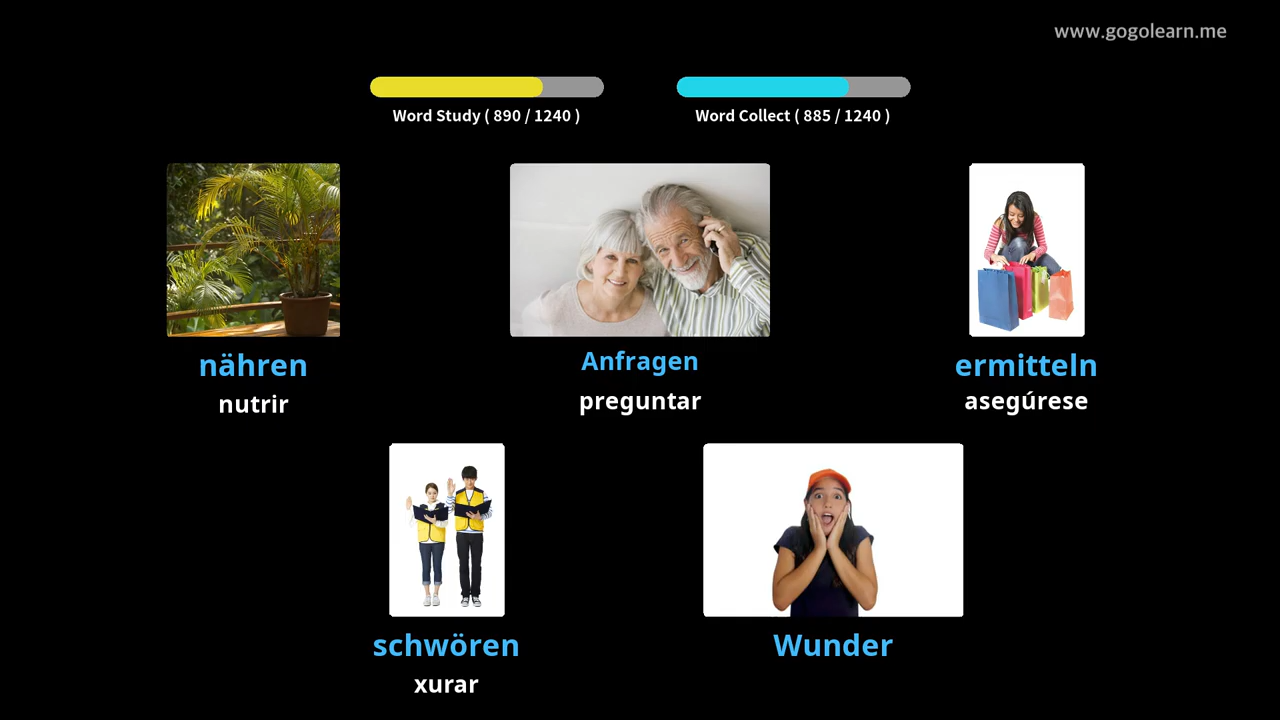 www.gogolearn.me
Word Study ( 890 / 1240 )
Word Collect ( 885 / 1240 )
nähren
nutrir
Anfragen
preguntar
ermitteln
asegúrese
schwören
xurar
Wunder